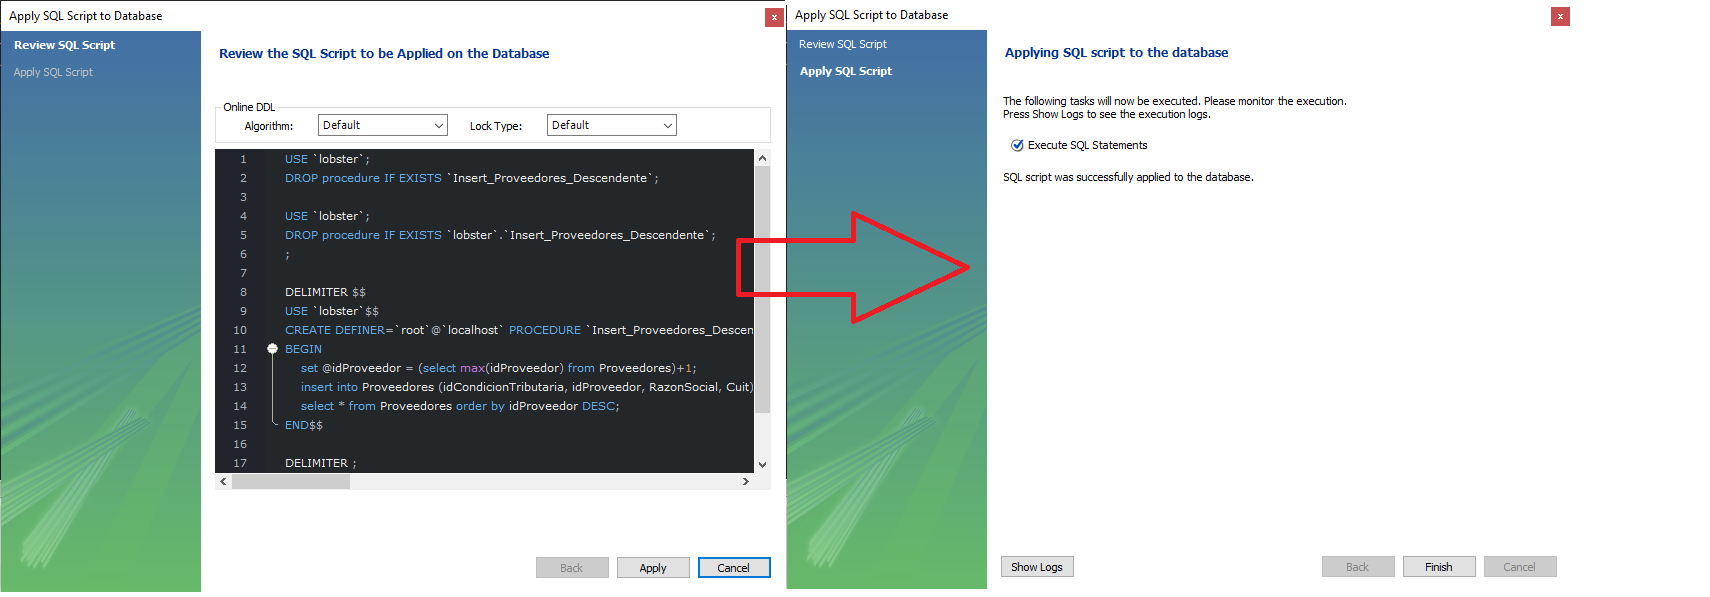 Apply SQL Script to Database
x
Review SQL Script
Apply SQL Script
Review the SQL Script to be Applied on the Database
Online DDL
Algorithm: Default Lock Type: Default
1 USE `lobster`;
2 DROP procedure IF EXISTS `Insert_Proveedores_Descendente`;
3
4 USE `lobster`;
5 DROP procedure IF EXISTS `lobster`.`Insert_Proveedores_Descendente`;
6 ;
7
8 DELIMITER $$
9 USE `lobster`$$
10 CREATE DEFINER=`root`@`localhost` PROCEDURE `Insert_Proveedores_Descen
11 BEGIN
12 set @idProveedor = (select max(idProveedor) from Proveedores)+1;
13 insert into Proveedores (idCondicionTributaria, idProveedor, RazonSocial, Cuit)
14 select * from Proveedores order by idProveedor DESC;
15 END$$
16
17 DELIMITER ;
Back Apply Cancel
Apply SQL Script to Database
x
Review SQL Script
Apply SQL Script
Applying SQL script to the database
The following tasks will now be executed. Please monitor the execution.
Press Show Logs to see the execution logs.
Execute SQL Statements
SQL script was successfully applied to the database.
Show Logs Back Finish Cancel